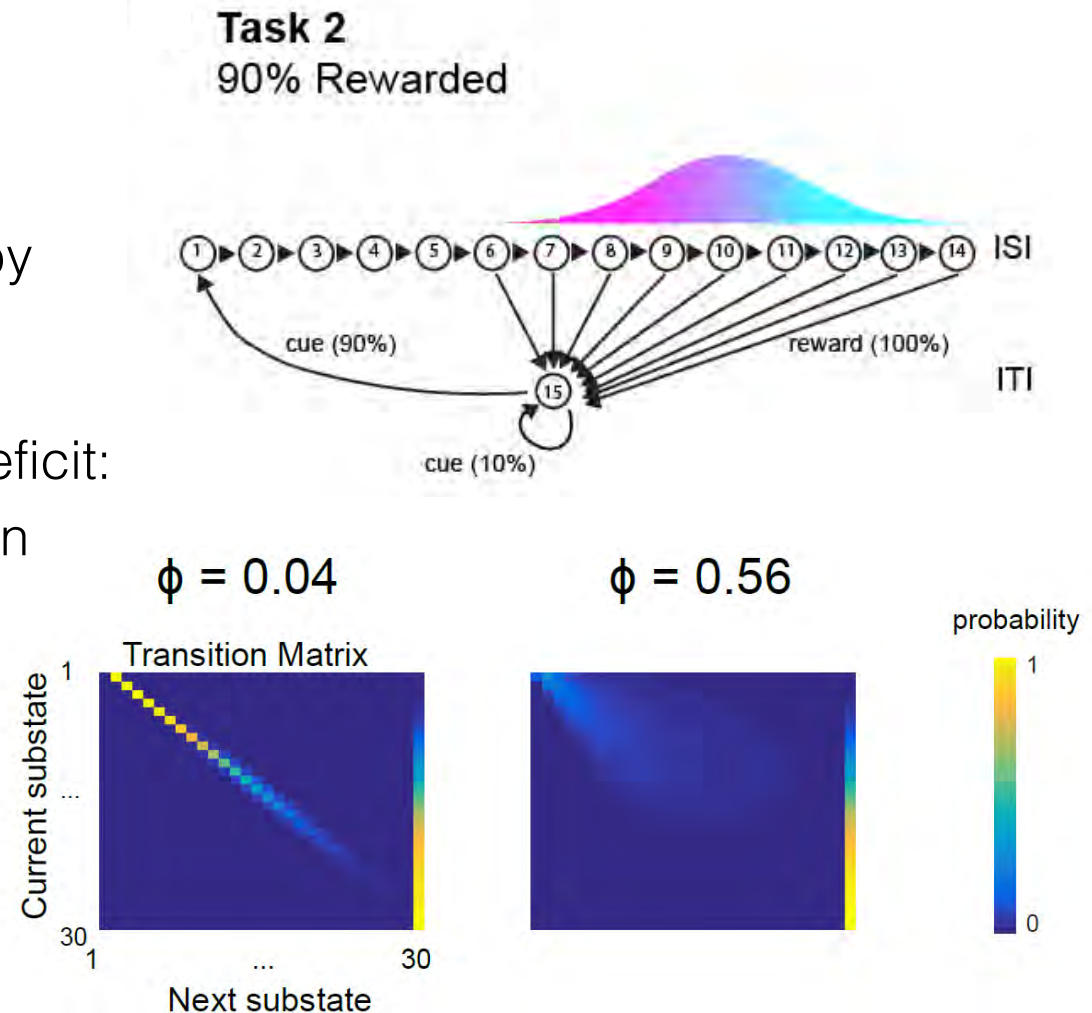 Task 2
90% Rewarded
by
1 2 3 4 5 6 7 8 9 10 11 12 13 14 ISI
cue (90%)
reward (100%)
15
ITI
eficit:
cue (10%)
n
ϕ = 0.04
ϕ = 0.56
probability
Transition Matrix
1
1
Current substate
...
0
30
1 ... 30
Next substate